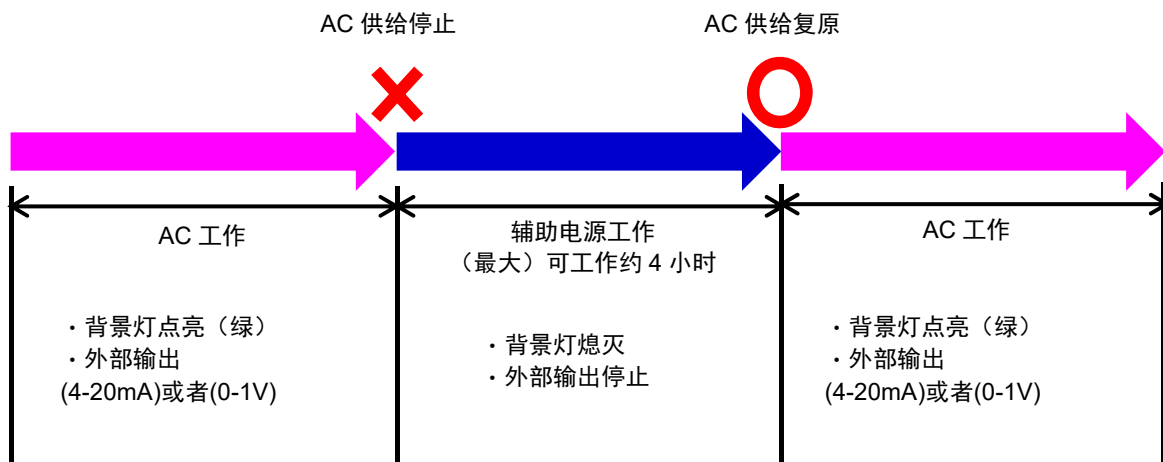 AC 供给停止
AC 供给复原
AC 工作
・背景灯点亮（绿）
・外部输出
(4-20mA)或者(0-1V)
辅助电源工作
（最大）可工作约 4 小时
・背景灯熄灭
・外部输出停止
AC 工作
・背景灯点亮（绿）
・外部输出
(4-20mA)或者(0-1V)